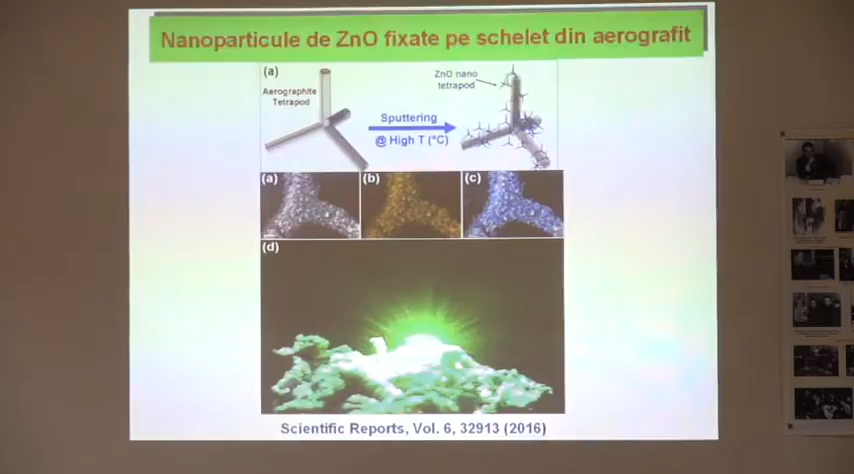 Nanoparticule de ZnO fixate pe schelet din aerografit
(a)
Aerographite
Tetrapod
Sputtering
@ High T (°C)
ZnO nano
tetrapod
(a)
(b)
(c)
(d)
Scientific Reports, Vol. 6, 32913 (2016)